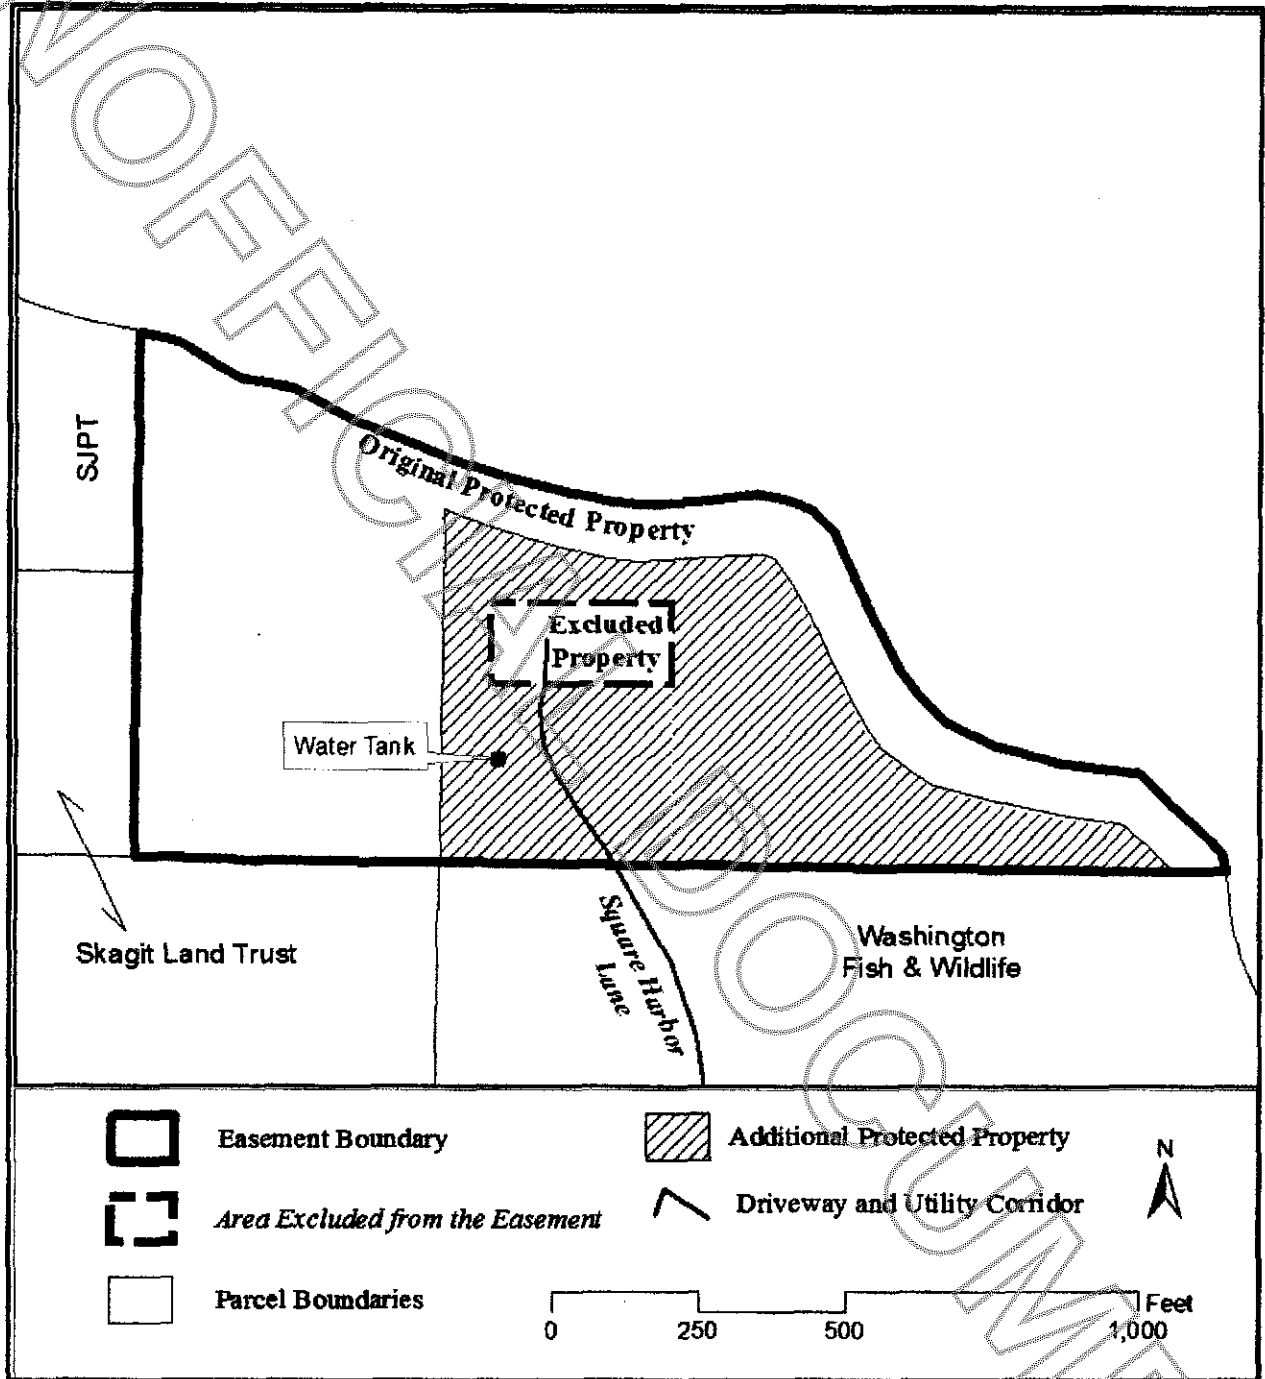 UNOFFICIAL DOCUMENT
SJPT
Original Protected Property
Excluded
Property
Water Tank
Skagit Land Trust
Square Harbor
Lane
Washington
Fish & Wildlife
Easement Boundary
Additional Protected Property
N
Area Excluded from the Easement
Driveway and Utility Corridor
Parcel Boundaries
Feet
0
250
500
1,000